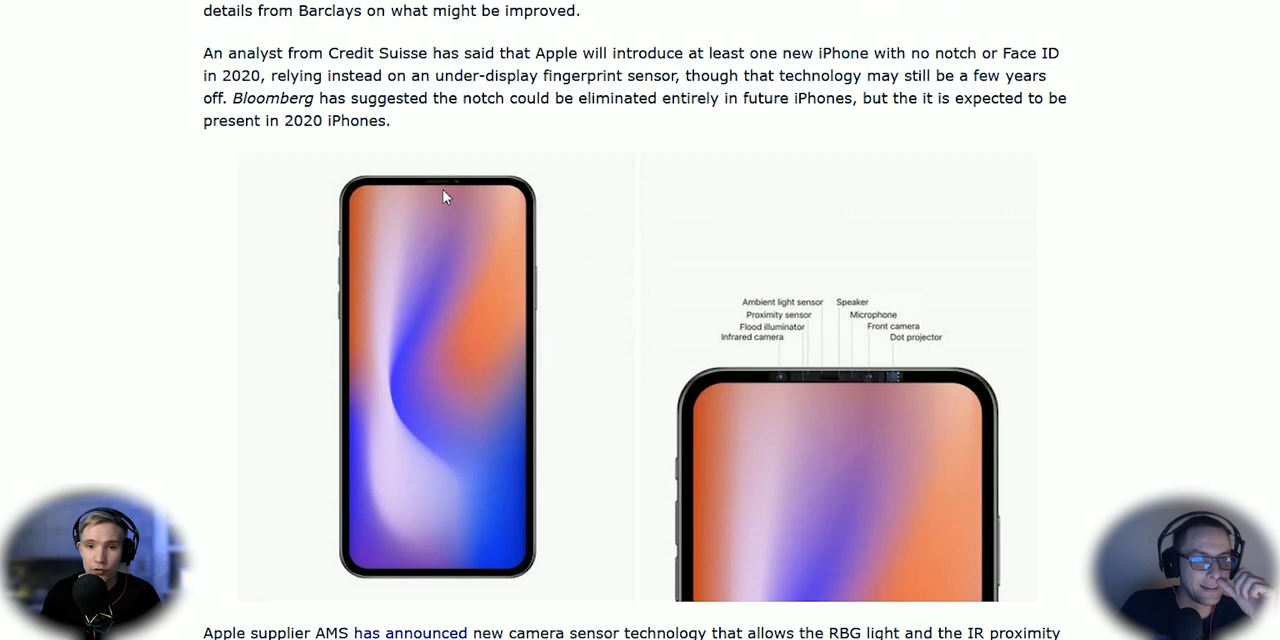 details from Barclays on what might be improved.
An analyst from Credit Suisse has said that Apple will introduce at least one new iPhone with no notch or Face ID
in 2020, relying instead on an under-display fingerprint sensor, though that technology may still be a few years
off. Bloomberg has suggested the notch could be eliminated entirely in future iPhones, but the it is expected to be
present in 2020 iPhones.
Ambient light sensor Speaker
Proximity sensor Microphone
Flood illuminator Front camera
Infrared camera Dot projector
Apple supplier AMS has announced new camera sensor technology that allows the RBG light and the IR proximity